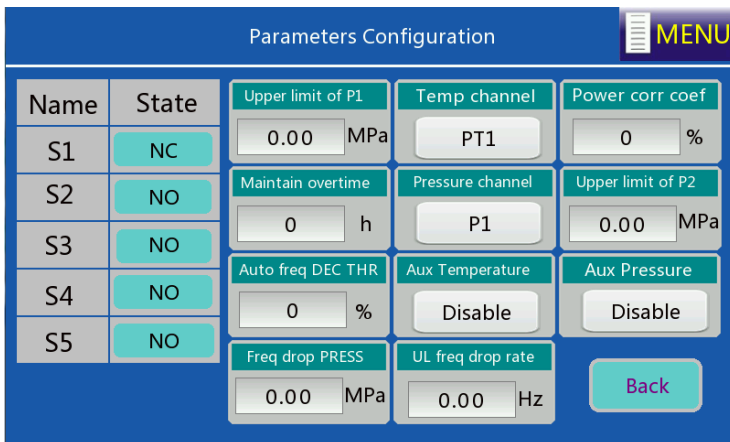 Parameters Configuration
MENU
Name State
S1 NC
S2 NO
S3 NO
S4 NO
S5 NO
Upper limit of P1
0.00 MPa
Temp channel
PT1
Power corr coef
0 %
Maintain overtime
0 h
Pressure channel
P1
Upper limit of P2
0.00 MPa
Auto freq DEC THR
0 %
Aux Temperature
Disable
Aux Pressure
Disable
Freq drop PRESS
0.00 MPa
UL freq drop rate
0.00 Hz
Back